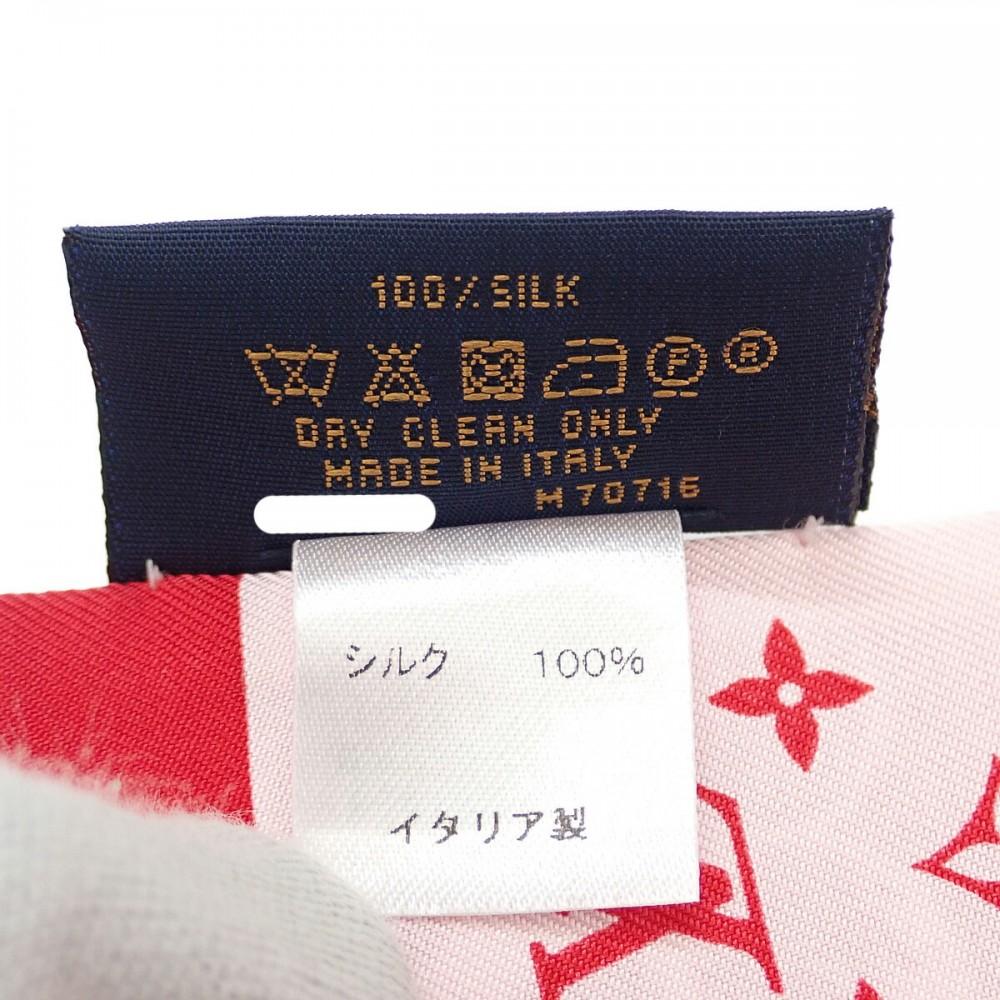 100% SILK
F R
DRY CLEAN ONLY
MADE IN ITALY
M70716
シルク 100%
イタリア製